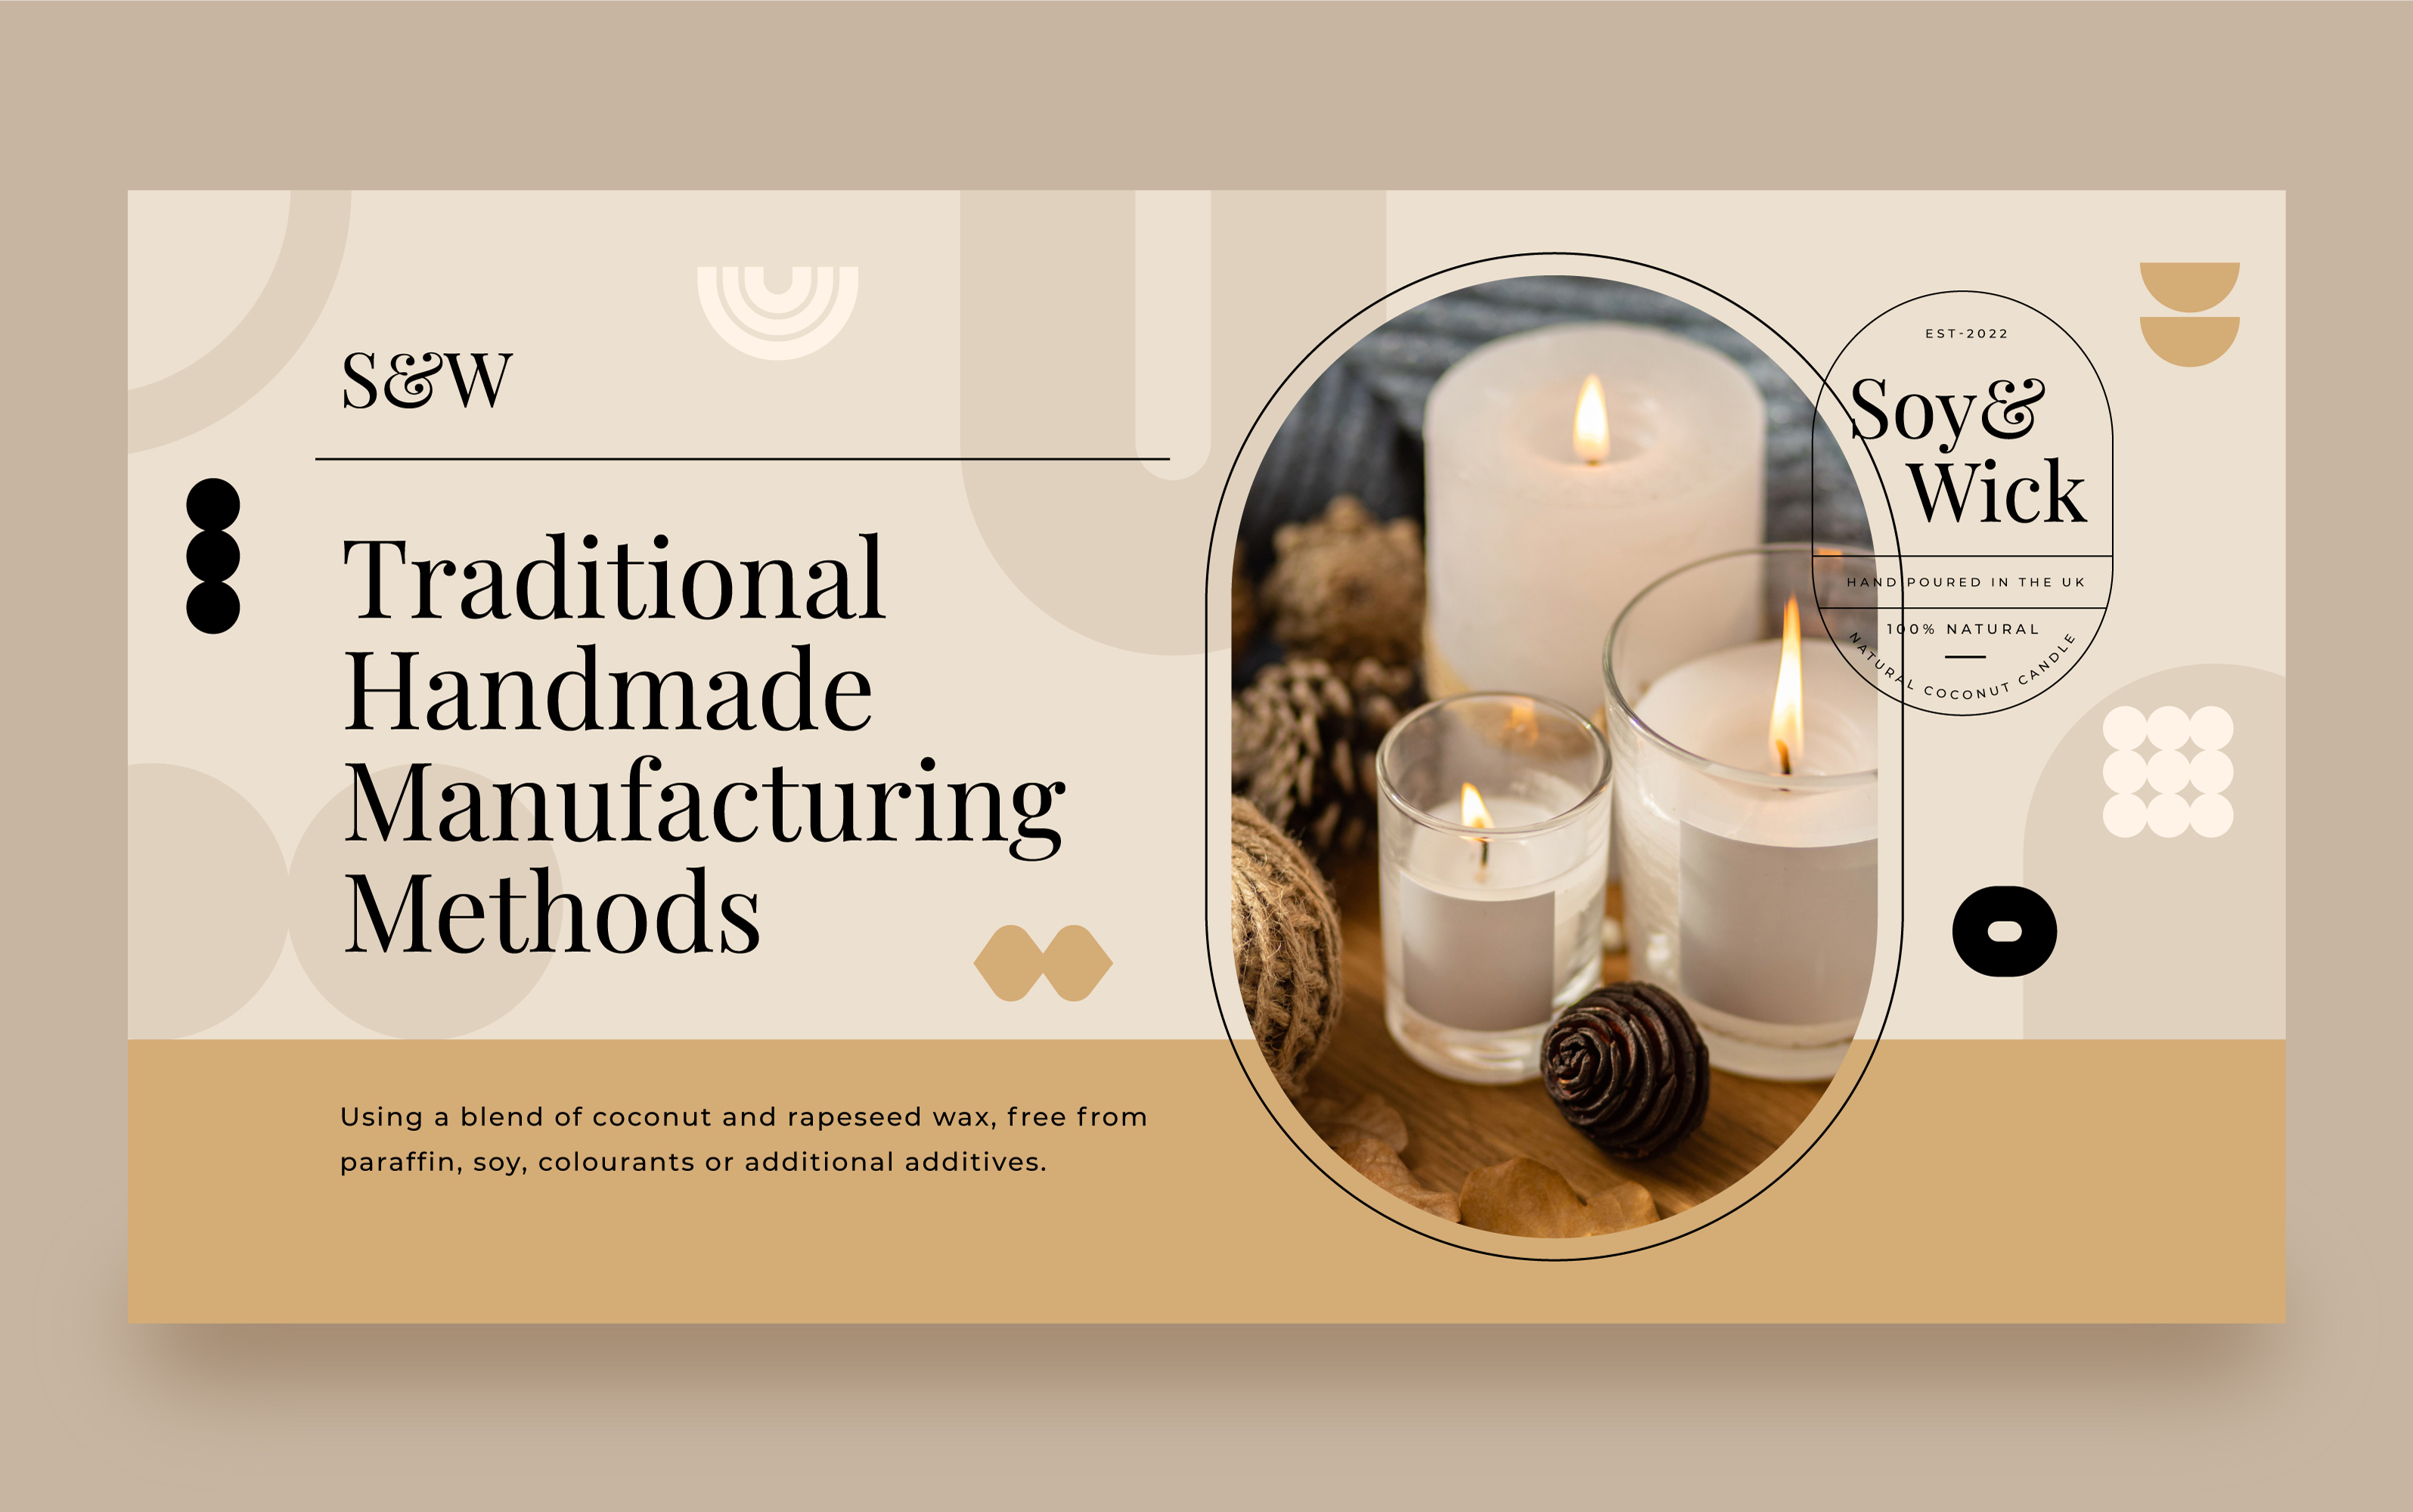 S&W
Traditional
Handmade
Manufacturing
Methods
Using a blend of coconut and rapeseed wax, free from
paraffin, soy, colourants or additional additives.
EST-2022
Soy&
Wick
HAND POURED IN THE UK
100% NATURAL
NATURAL COCONUT CANDLE